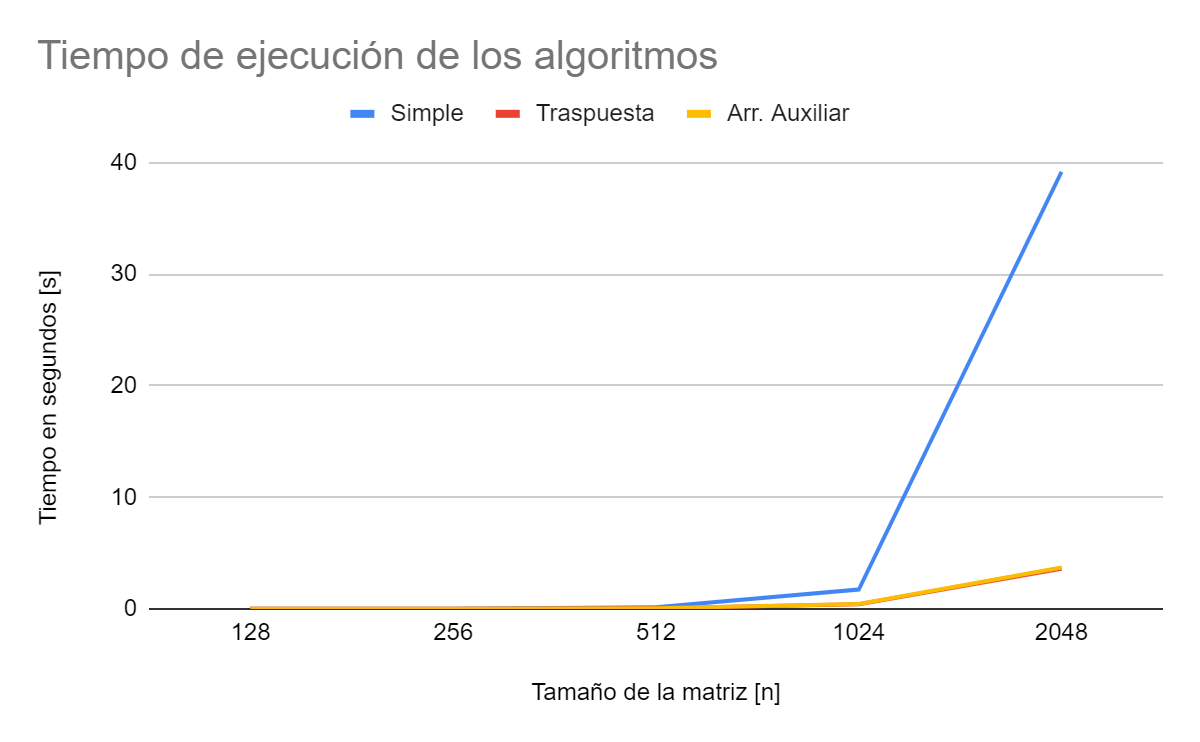 Tiempo de ejecución de los algoritmos
Simple Traspuesta Arr. Auxiliar
40
30
20
10
0
Tiempo en segundos [s]
128 256 512 1024 2048
Tamaño de la matriz [n]